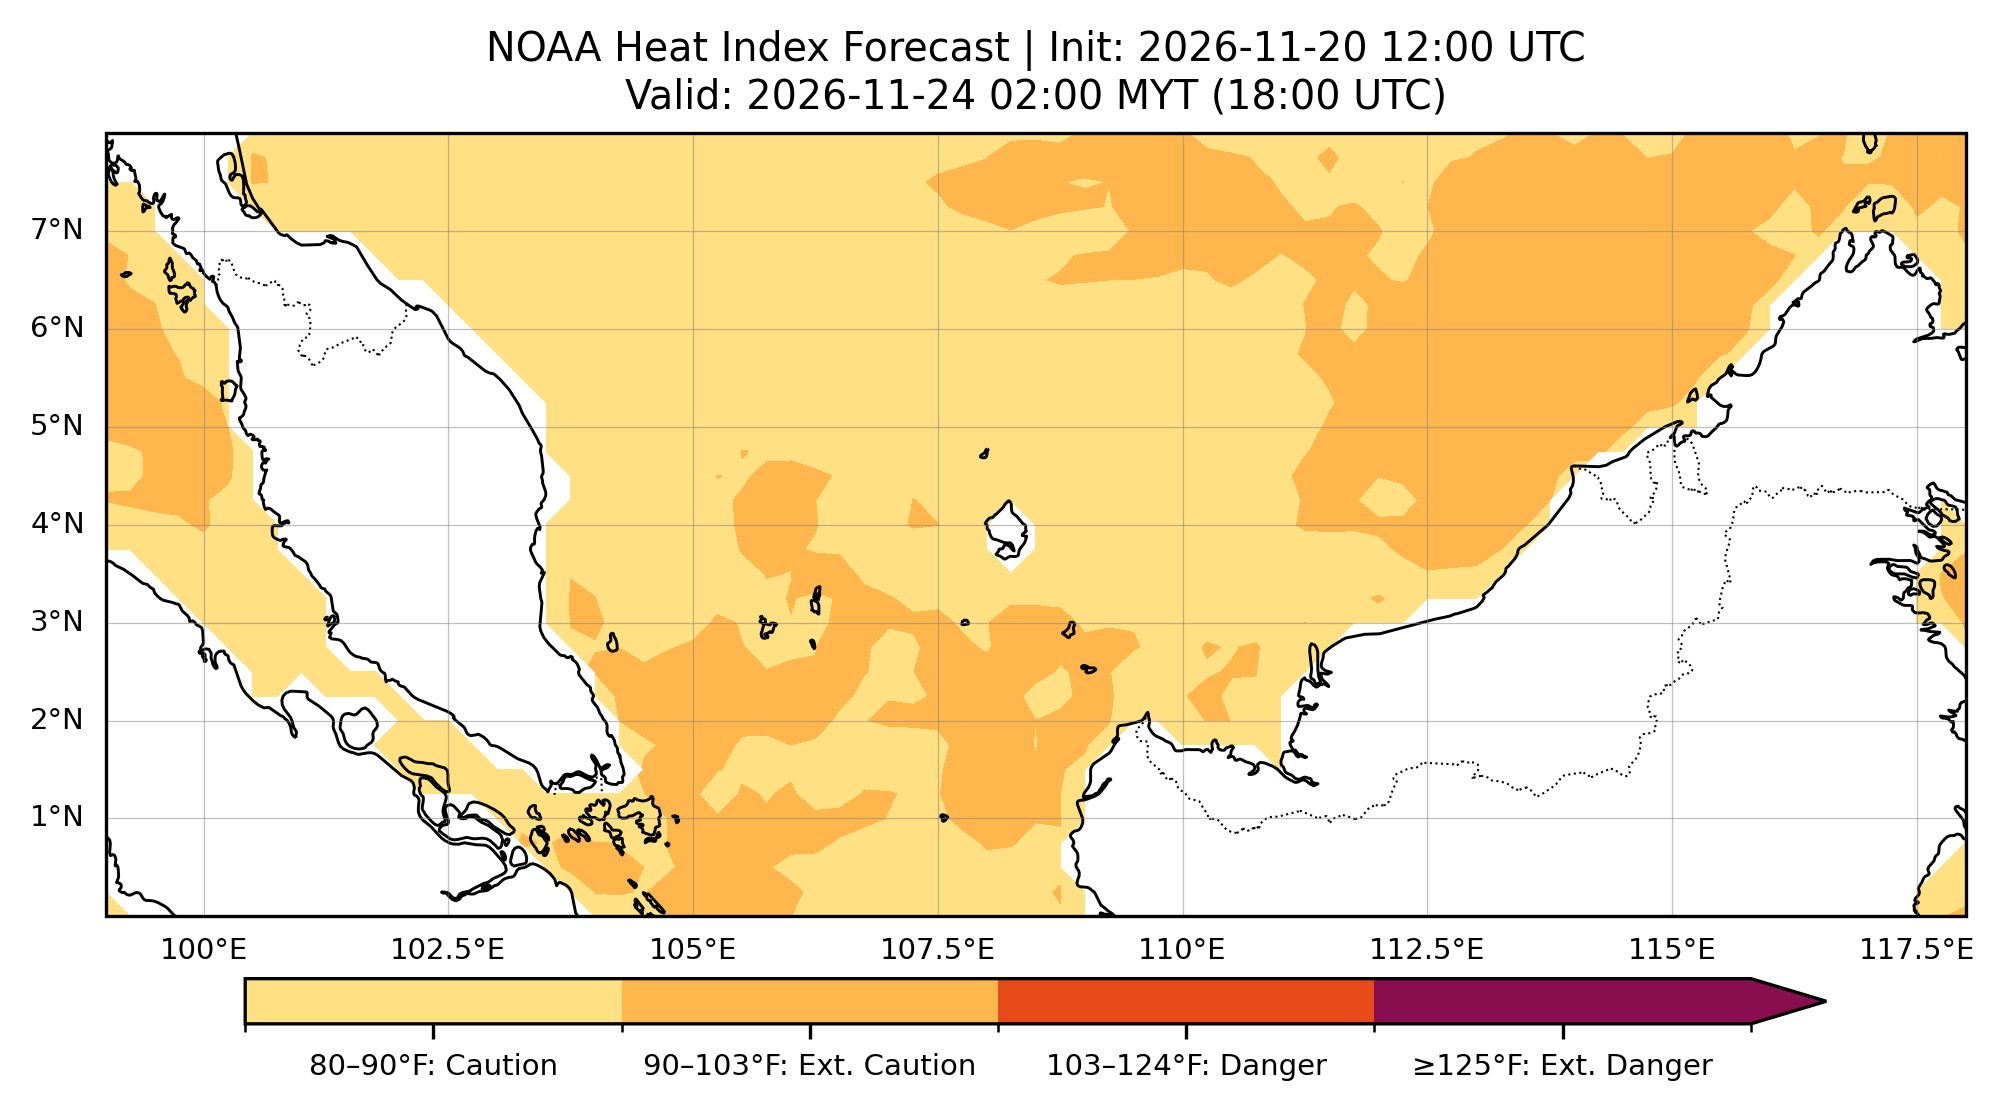 NOAA Heat Index Forecast | Init: 2026-11-20 12:00 UTC
Valid: 2026-11-24 02:00 MYT (18:00 UTC)
7°N
6°N
5°N
4°N
3°N
2°N
1°N
100°E 102.5°E 105°E 107.5°E 110°E 112.5°E 115°E 117.5°E
80–90°F: Caution 90–103°F: Ext. Caution 103–124°F: Danger ≥125°F: Ext. Danger